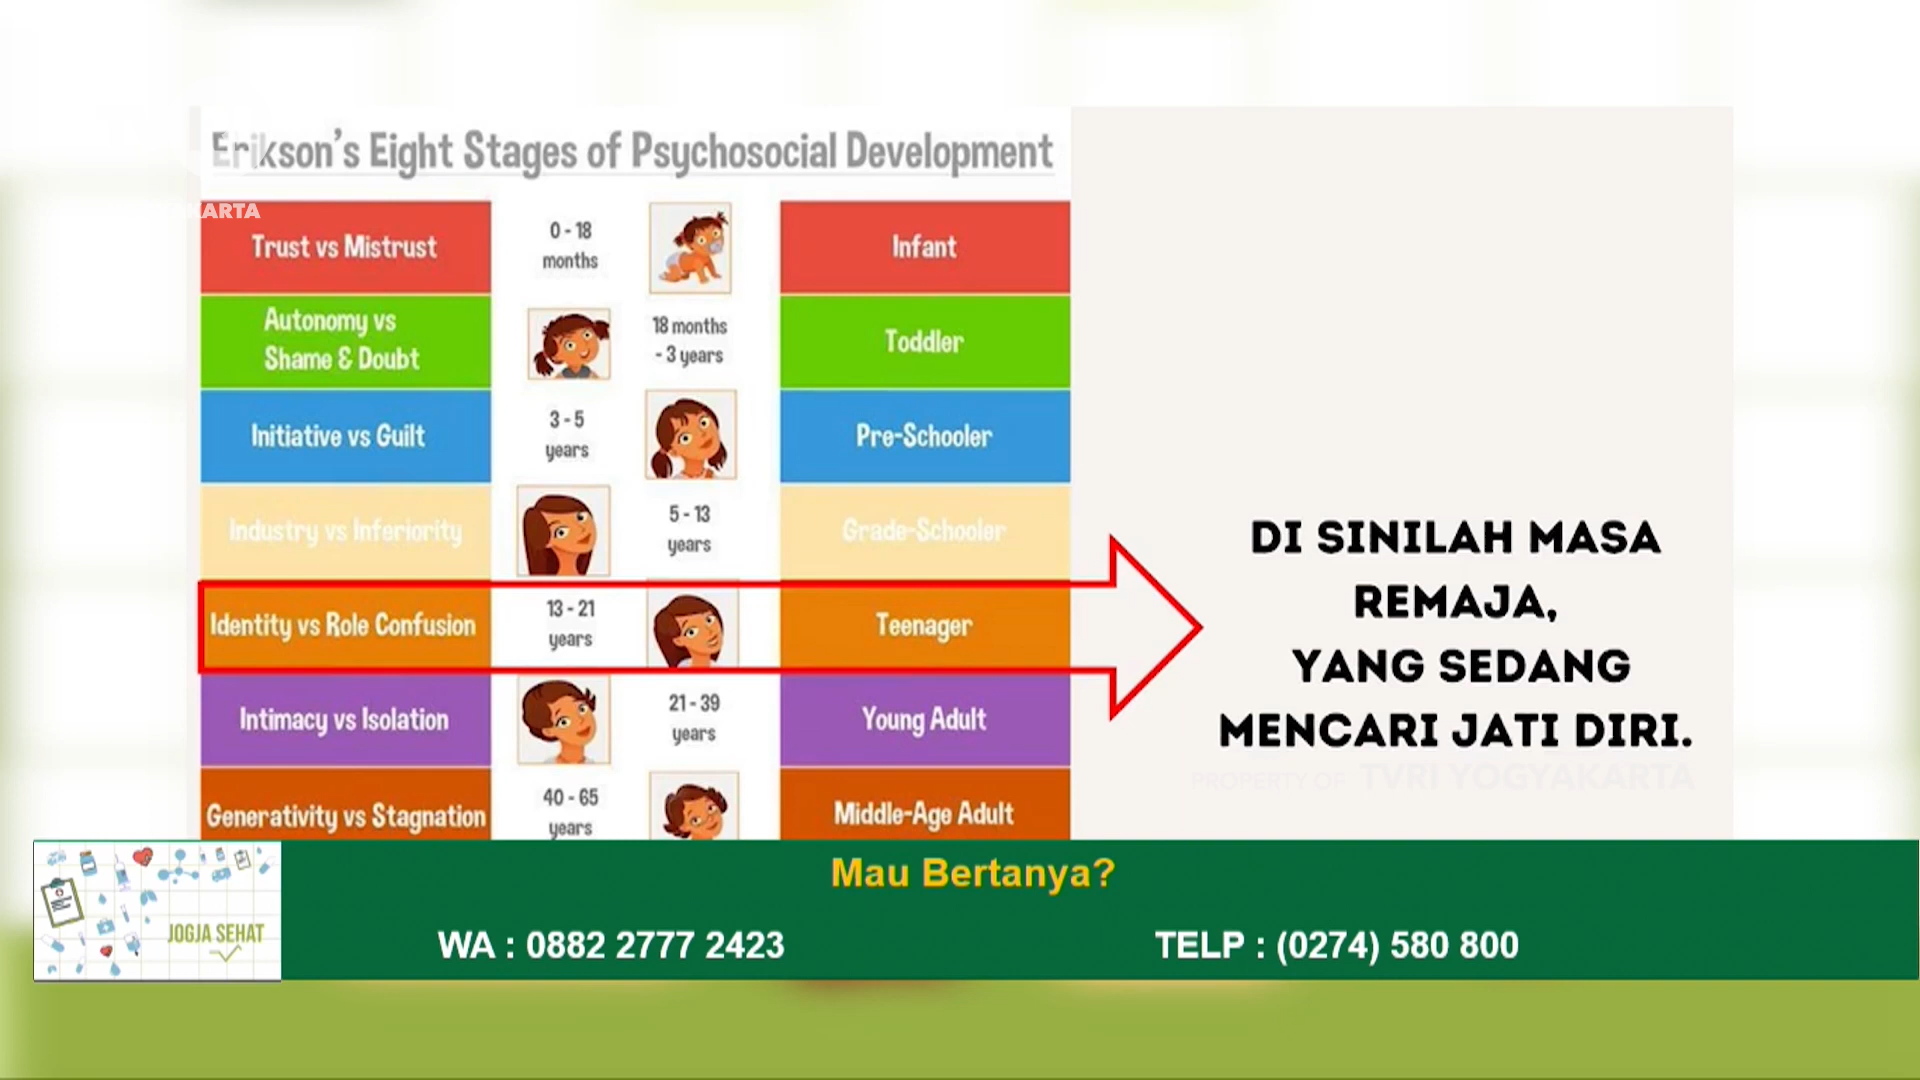 Erikson's Eight Stages of Psychosocial Development
KARTA
Trust vs Mistrust
0 - 18
months
Infant
Autonomy vs
Shame & Doubt
18 months
- 3 years
Toddler
Initiative vs Guilt
3 - 5
years
Pre-Schooler
Industry vs Inferiority
5 - 13
years
Grade-Schooler
Identity vs Role Confusion
13 - 21
years
Teenager
Intimacy vs Isolation
21 - 39
years
Young Adult
Generativity vs Stagnation
40 - 65
years
Middle-Age Adult
DI SINILAH MASA
REMAJA,
YANG SEDANG
MENCARI JATI DIRI.
PROPERTY OF TVRI YOGYAKARTA
JOGJA SEHAT
Mau Bertanya?
WA : 0882 2777 2423
TELP : (0274) 580 800